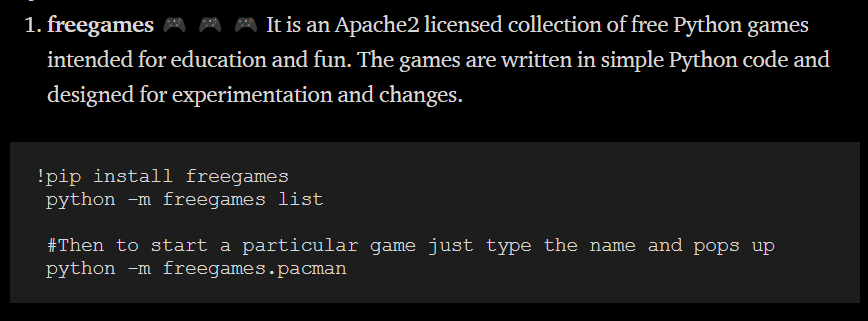 1. freegames 🎮 🎮 🎮 It is an Apache2 licensed collection of free Python games
intended for education and fun. The games are written in simple Python code and
designed for experimentation and changes.
!pip install freegames
python -m freegames list
#Then to start a particular game just type the name and pops up
python -m freegames.pacman